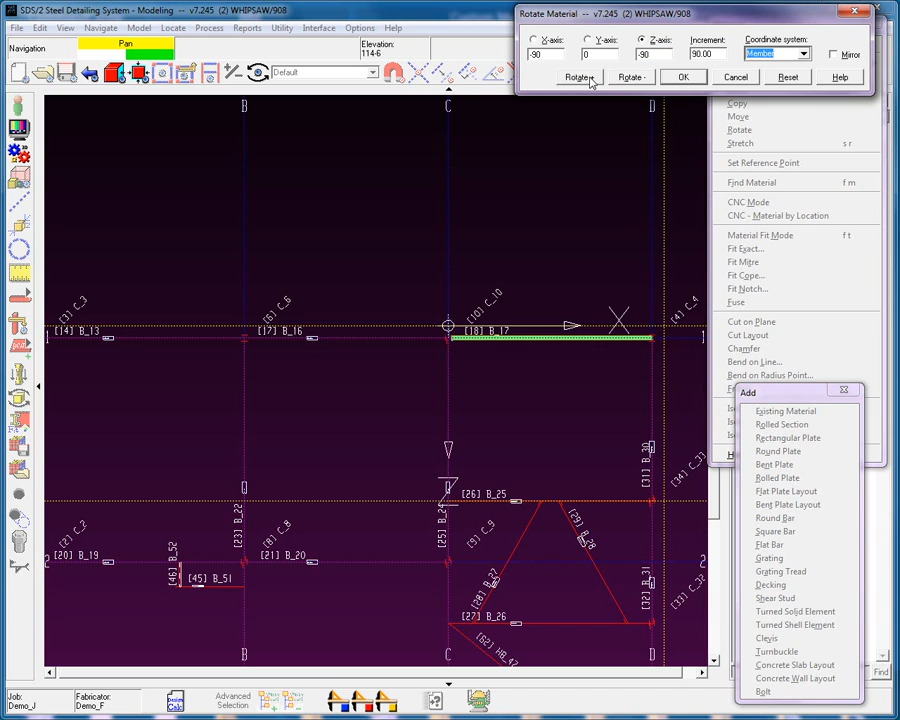 SDS/2 Steel Detailing System - Modeling -- v7.245 (2) WHIPSAW/908
File Edit View Navigate Model Locate Process Reports Utility Interface Options Help
Navigation
Pan
Elevation:
114-6
Default
Rotate Material -- v7.245 (2) WHIPSAW/908
X-axis: Y-axis: Z-axis: Increment: Coordinate system:
-90 0 -90 90.00 Member Mirror
Rotate + Rotate - OK Cancel Reset Help
Copy
Move
Rotate
Stretch s r
Set Reference Point
Find Material f m
CNC Mode
CNC - Material by Location
Material Fit Mode f t
Fit Exact...
Fit Mitre
Fit Cope...
Fit Notch...
Fuse
Cut on Plane
Cut Layout
Chamfer
Bend on Line...
Bend on Radius Point...
Add
Existing Material
Rolled Section
Rectangular Plate
Round Plate
Bent Plate
Rolled Plate
Flat Plate Layout
Bent Plate Layout
Round Bar
Square Bar
Flat Bar
Grating
Grating Tread
Decking
Shear Stud
Turned Solid Element
Turned Shell Element
Clevis
Turnbuckle
Concrete Slab Layout
Concrete Wall Layout
Bolt
B C D
[3] C_3 [6] C_6 [10] C_10 [4] C_4
1 [14] B_13 [17] B_16 [18] B_17 1
X
Z
[31] B_30 [34] C_33
[26] B_25
[2] C_2 [23] B_22 [8] C_8 [25] B_2 [9] C_9 [29] B_28
2 [20] B_19 [46] B_52 [21] B_20 2
[45] B_51 [28] B_27 [32] B_31 [33] C_32
[27] B_26
[62] HB_47
B C D
Job:
Demo_J
Fabricator:
Demo_F
Design
Calc
Advanced
Selection